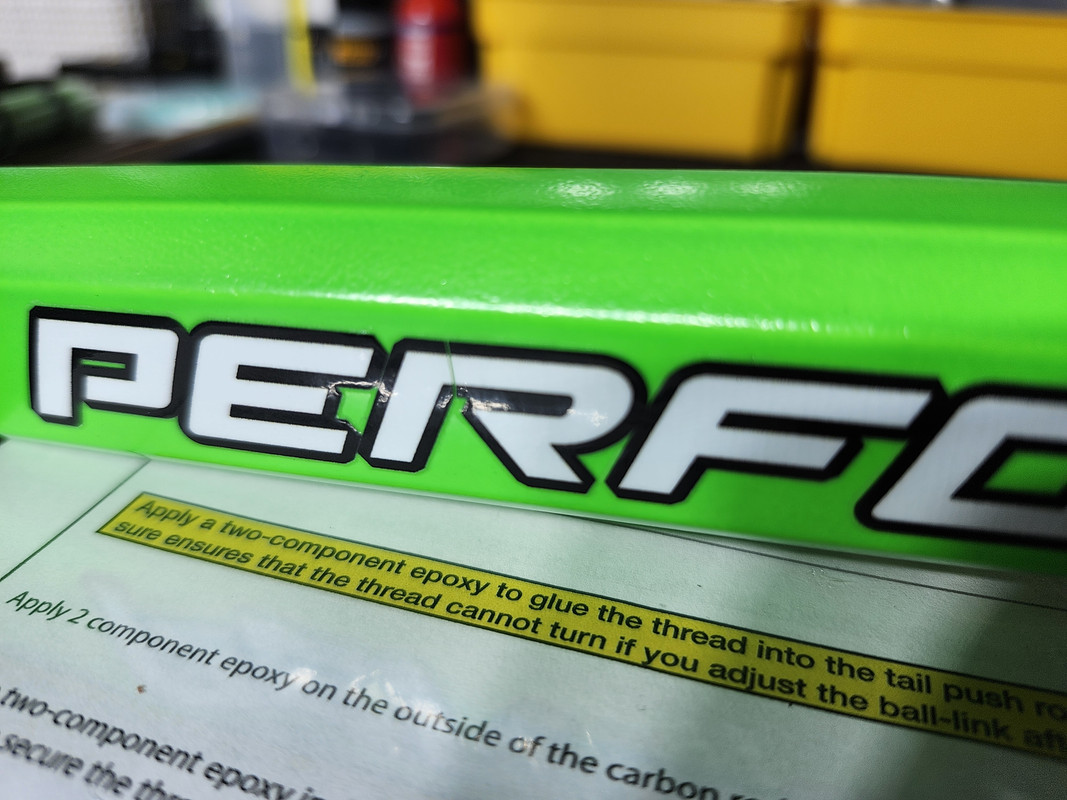 PERFO
Apply a two-component epoxy to glue the thread into the tail push
sure ensures that the thread cannot turn if you adjust the ball-link
Apply 2 component epoxy on the outside of the carbon
two-component epoxy
secure the